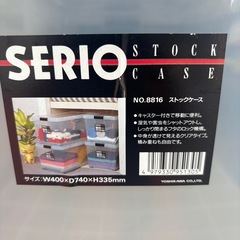 SERIO
STOCK
CASE
NO.8816 ストックケース
●キャスター付きで移動に便利。
●湿気や害虫をシャットアウトし、
しっかり閉まるフタのロック機構。
●中身が透けて見えるクリアタイプ。
積み重ねも自由です。
サイズ:W400×D740×H335mm
4979330951305